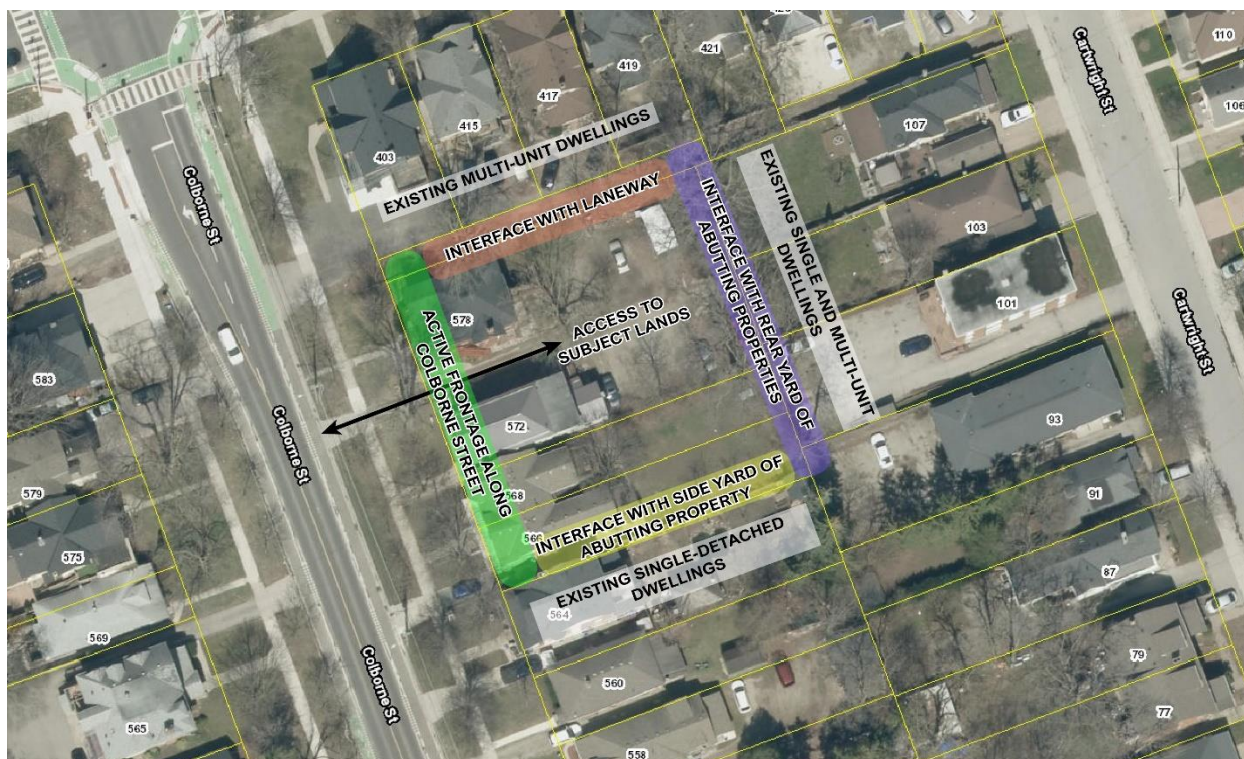 419
421
417
415
403
107
110
106
103
101
93
91
87
79
77
583
579
575
569
565
578
572
568
566
564
560
558
Colborne St
Colborne St
Colborne St
Cartwright St
Cartwright St
EXISTING MULTI-UNIT DWELLINGS
INTERFACE WITH LANEWAY
ACTIVE FRONTAGE ALONG
COLBORNE STREET
ACCESS TO
SUBJECT LANDS
INTERFACE WITH REAR YARD OF
ABUTTING PROPERTIES
EXISTING SINGLE AND MULTI-UNIT
DWELLINGS
INTERFACE WITH SIDE YARD OF
ABUTTING PROPERTY
EXISTING SINGLE-DETACHED
DWELLINGS